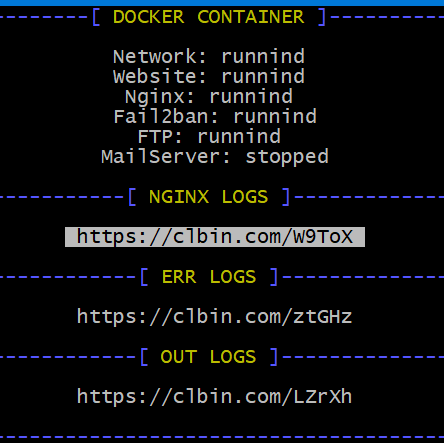 --------[ DOCKER CONTAINER ]---------
Network: runnind
Website: runnind
Nginx: runnind
Fail2ban: runnind
FTP: runnind
MailServer: stopped
-----------[ NGINX LOGS ]------------
https://clbin.com/W9ToX
------------[ ERR LOGS ]-------------
https://clbin.com/ztGHz
------------[ OUT LOGS ]-------------
https://clbin.com/LZrXh
-------------------------------------